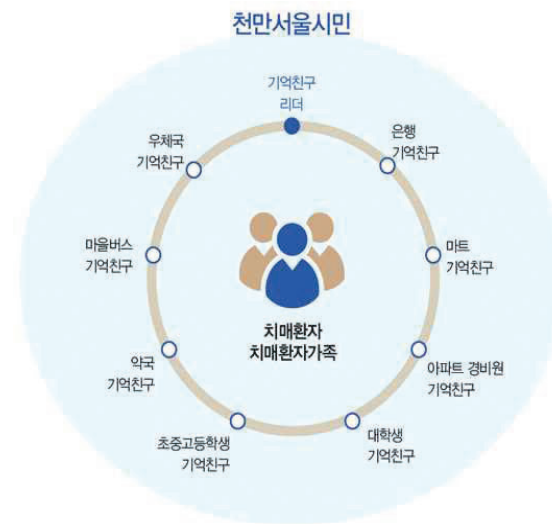 천만서울시민
기억친구
리더
은행
기억친구
마트
기억친구
아파트 경비원
기억친구
대학생
기억친구
초중고등학생
기억친구
약국
기억친구
마을버스
기억친구
우체국
기억친구
치매환자
치매환자가족